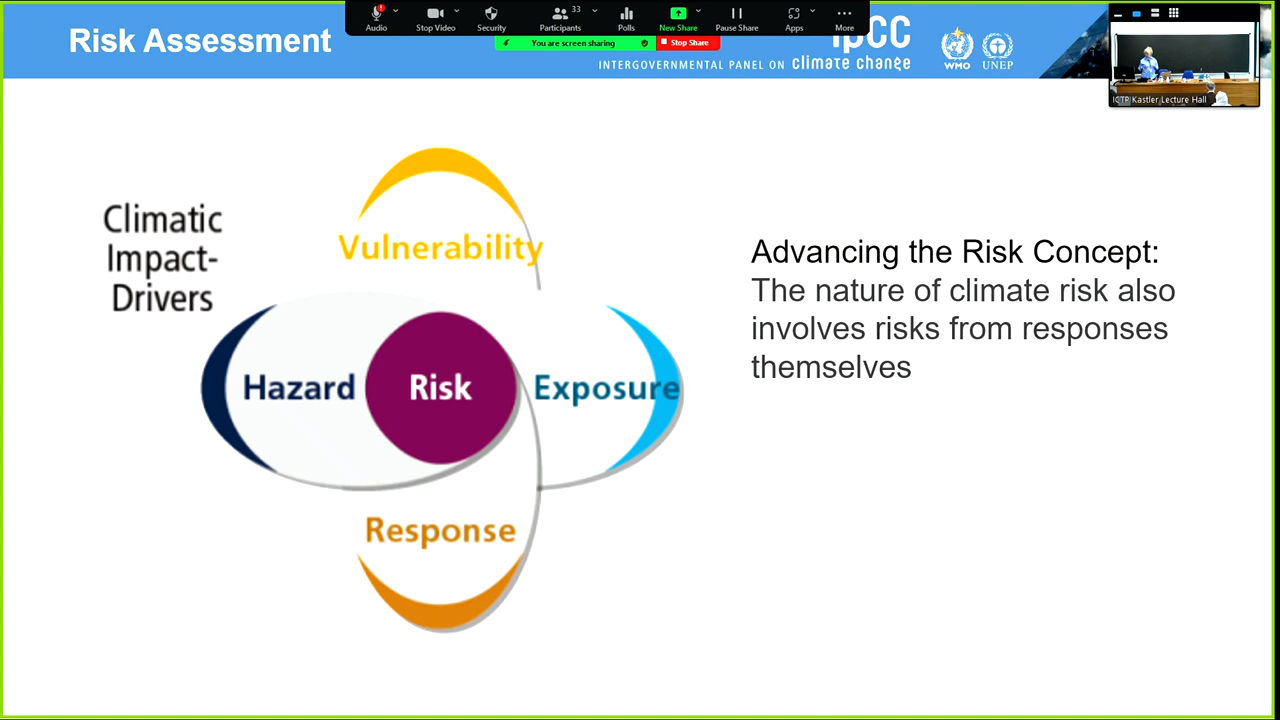 Risk Assessment
Audio
Stop Video
Security
Participants
33
Polls
New Share
Pause Share
Apps
More
You are screen sharing
Stop Share
ipcc
INTERGOVERNMENTAL PANEL ON climate change
WMO
UNEP
ICTP Kastler Lecture Hall
Climatic
Impact-
Drivers
Vulnerability
Hazard
Risk
Exposure
Response
Advancing the Risk Concept:
The nature of climate risk also
involves risks from responses
themselves